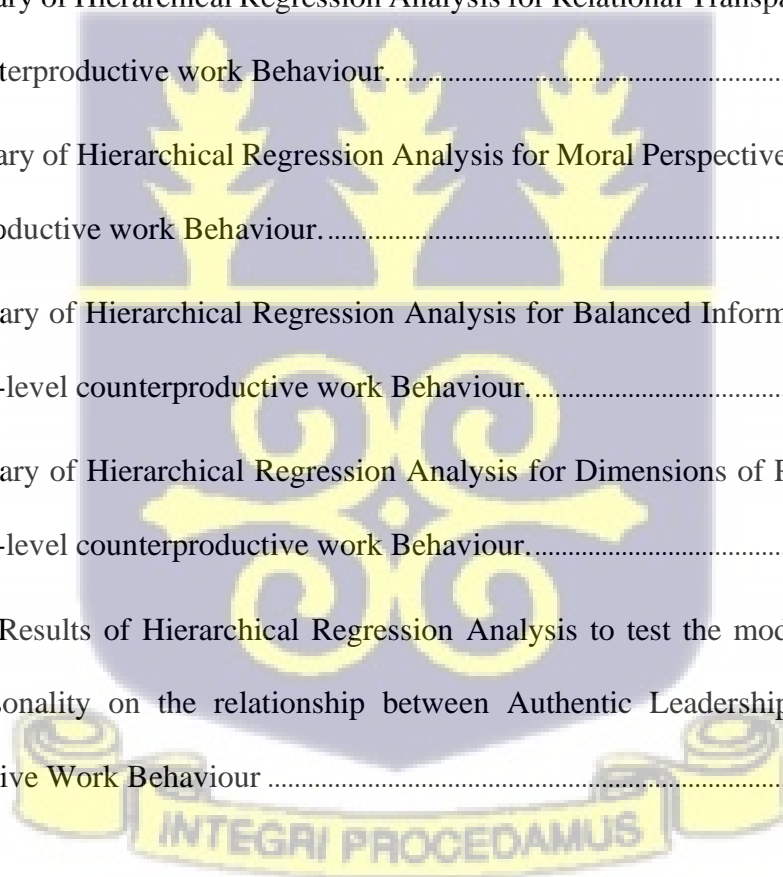 ary of Hierarchical Regression Analysis for Relational Transpa
terproductive work Behaviour.
ary of Hierarchical Regression Analysis for Moral Perspective
oductive work Behaviour.
ary of Hierarchical Regression Analysis for Balanced Inform
-level counterproductive work Behaviour.
ary of Hierarchical Regression Analysis for Dimensions of P
-level counterproductive work Behaviour.
Results of Hierarchical Regression Analysis to test the mod
sonality on the relationship between Authentic Leadership
ive Work Behaviour
INTEGRI PROCEDAMUS